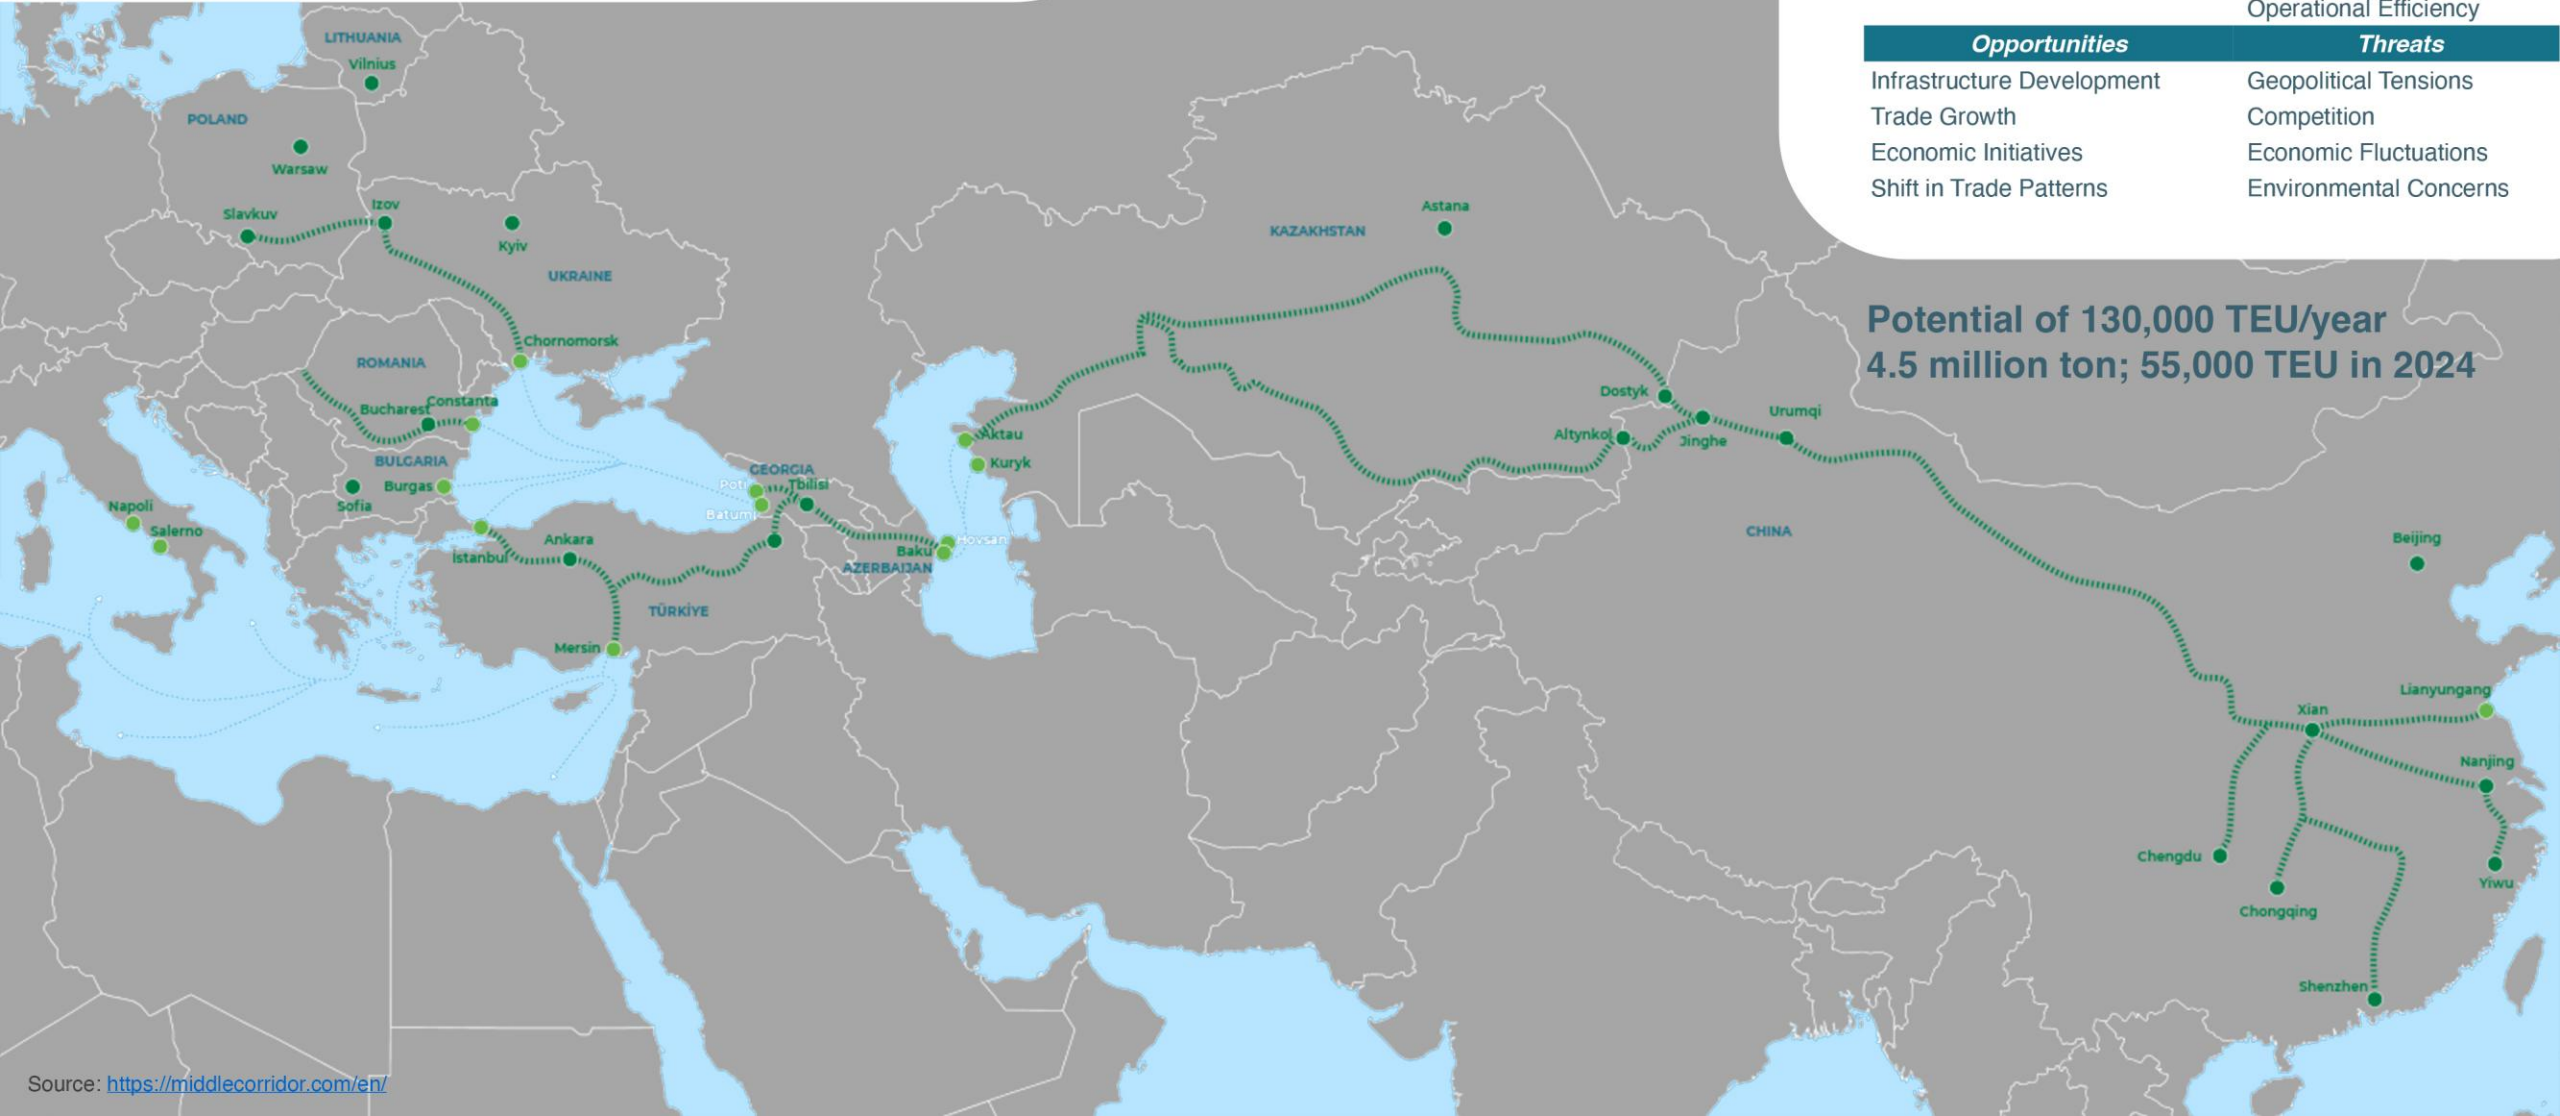 Operational Efficiency
Opportunities Threats
Infrastructure Development Geopolitical Tensions
Trade Growth Competition
Economic Initiatives Economic Fluctuations
Shift in Trade Patterns Environmental Concerns
Potential of 130,000 TEU/year
4.5 million ton; 55,000 TEU in 2024
LITHUANIA
Vilnius
POLAND
Warsaw
Slavkuv
Izov
Kyiv
UKRAINE
Chornomorsk
ROMANIA
Bucharest
Constanta
BULGARIA
Burgas
Sofia
Napoli
Salerno
İstanbul
Ankara
TÜRKİYE
Mersin
GEORGIA
Poti
Tbilisi
Batumi
Baku
Hovsan
AZERBAIJAN
Aktau
Kuryk
KAZAKHSTAN
Astana
Dostyk
Altynkol
Jinghe
Urumqi
CHINA
Beijing
Lianyungang
Xian
Nanjing
Chengdu
Yiwu
Chongqing
Shenzhen
Source: https://middlecorridor.com/en/